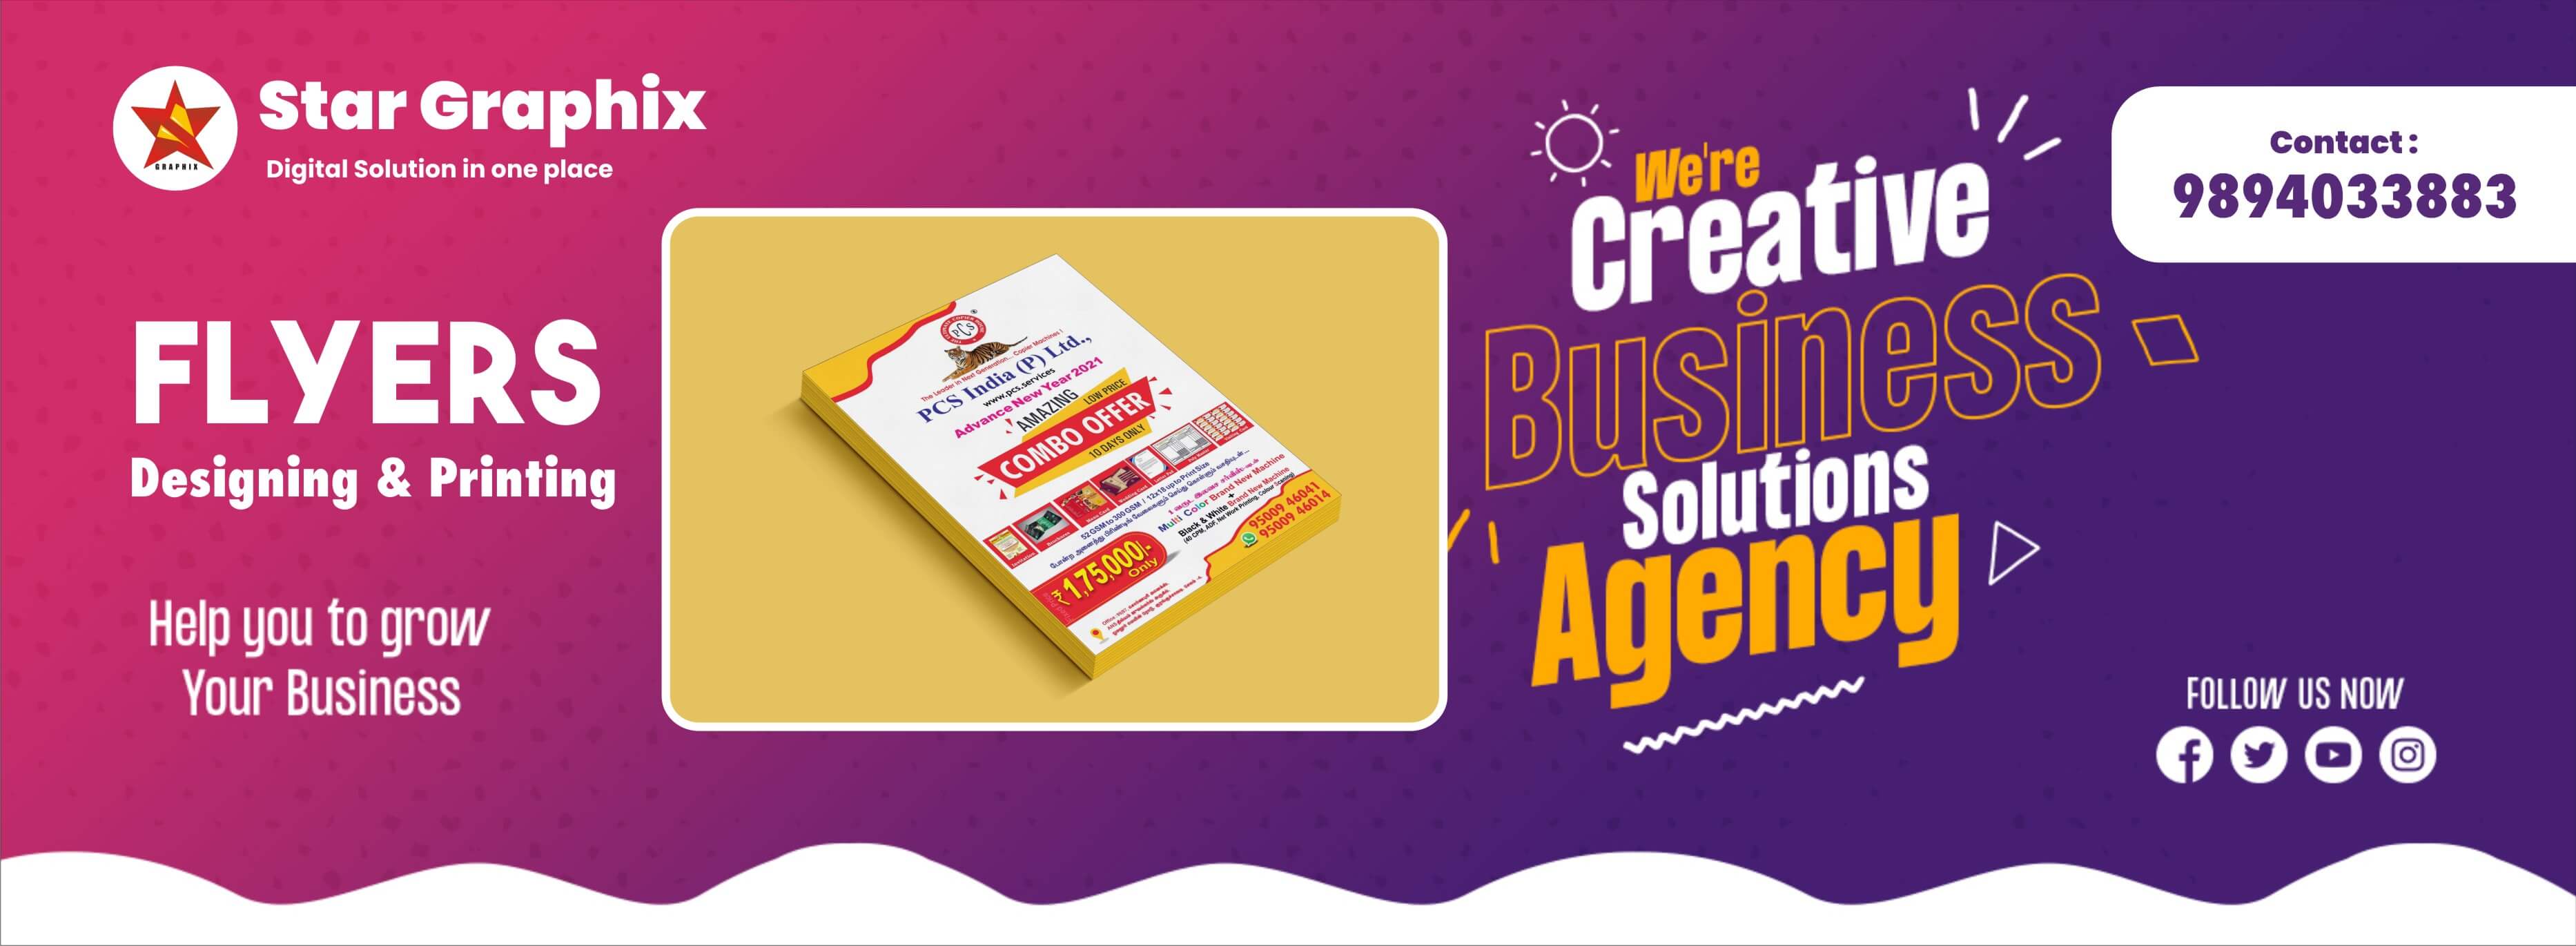 GRAPHIX
Star Graphix
Digital Solution in one place
FLYERS
Designing & Printing
Help you to grow
Your Business
PCS
The Leader in Next Generation... Copier Machines !
PCS India (P) Ltd.,
www.pcs.services
Advance New Year 2021
AMAZING
LOW PRICE
COMBO OFFER
10 DAYS ONLY
52 GSM to 300 GSM / 12x18 up to Print Size
Multi Color Brand New Machine
+
Black & White Brand New Machine
₹1,75,000/-
Only
95009 46041
95009 46014
We're
Creative
Business
Solutions
Agency
Contact :
9894033883
FOLLOW US NOW